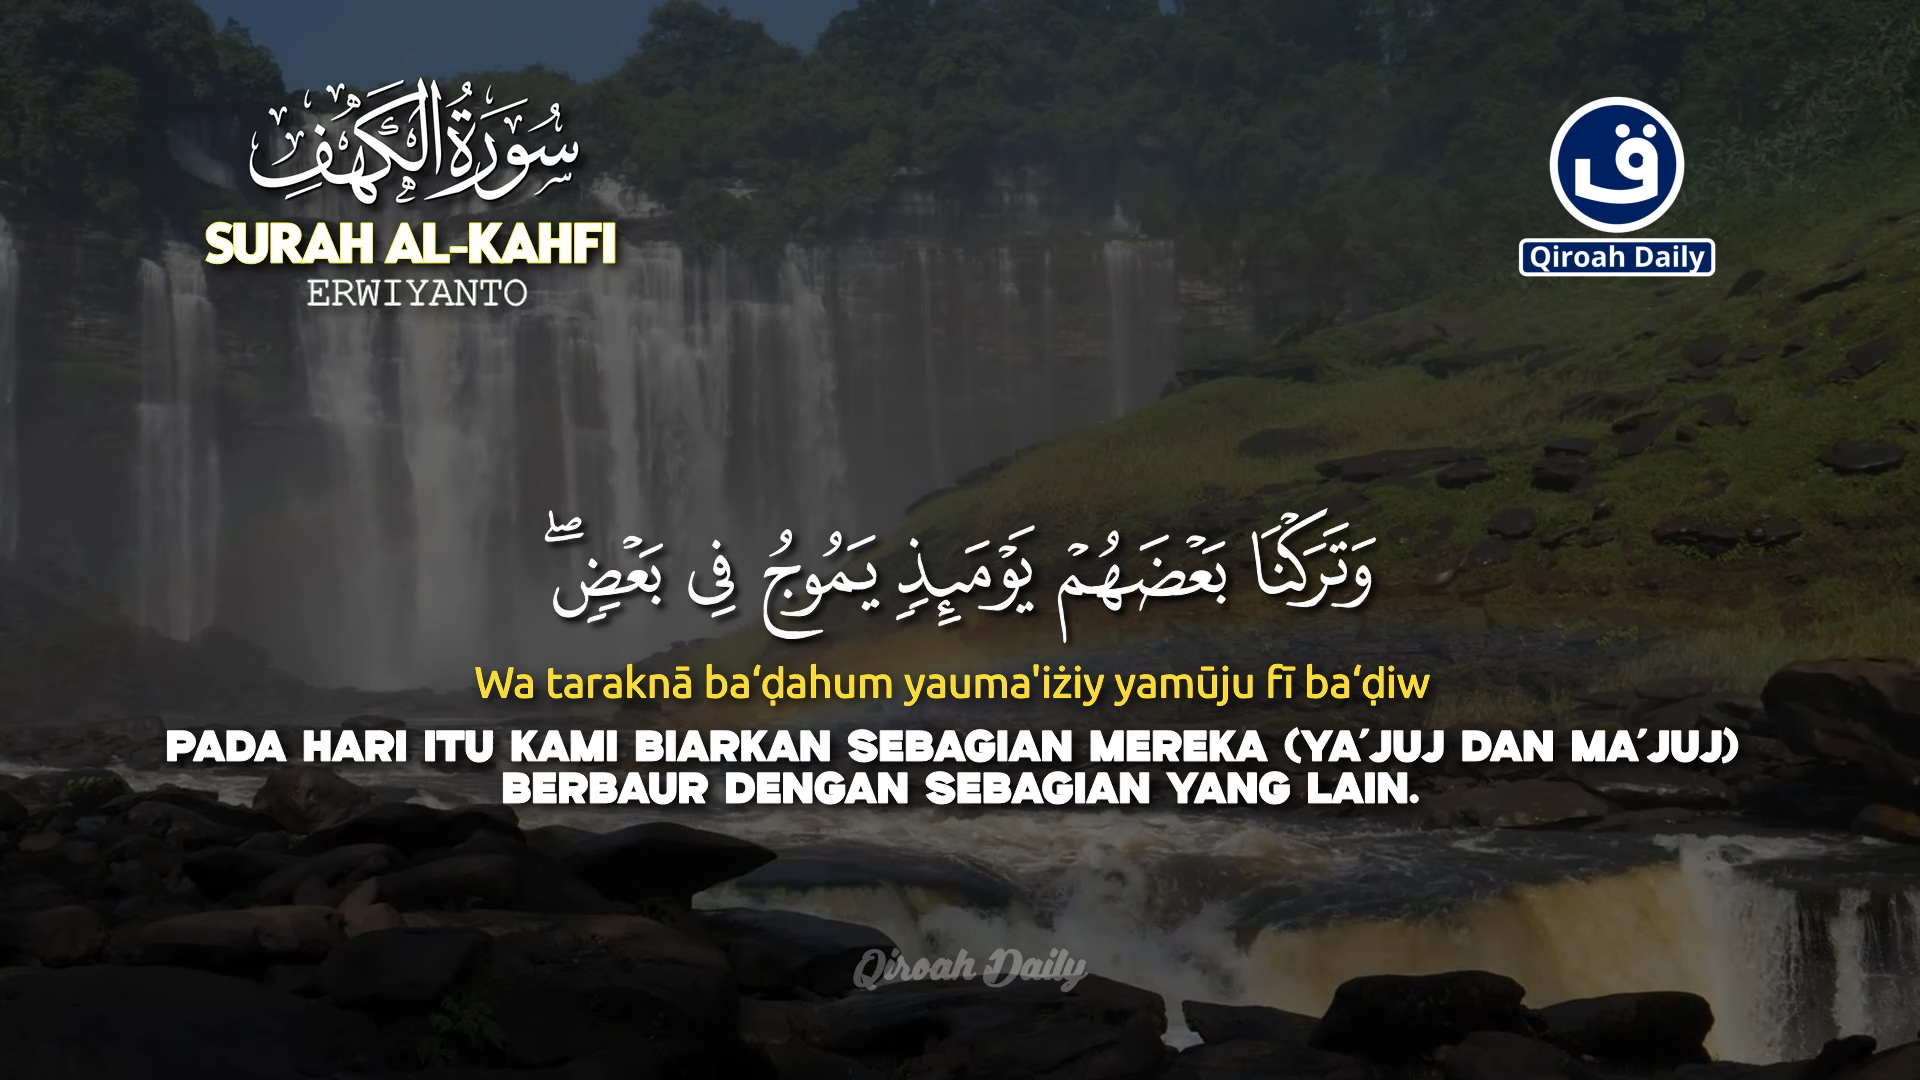 سُورَةُ الْكَهْفِ
SURAH AL-KAHFI
ERWIYANTO
ق
Qiroah Daily
وَتَرَكْنَا بَعْضَهُمْ يَوْمَئِذٍ يَمُوجُ فِي بَعْضٍ ۖ
Wa taraknā ba‘ḍahum yauma'iżiy yamūju fī ba‘ḍiw
PADA HARI ITU KAMI BIARKAN SEBAGIAN MEREKA (YA'JUJ DAN MA'JUJ)
BERBAUR DENGAN SEBAGIAN YANG LAIN.
Qiroah Daily